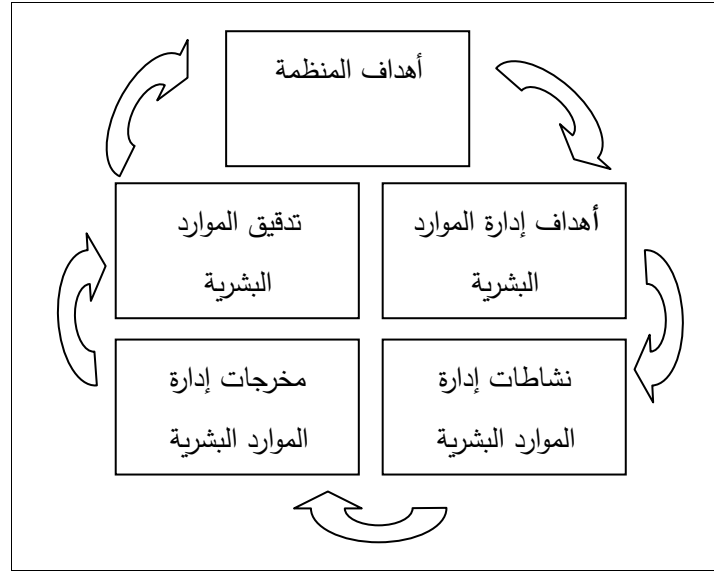 أهداف المنظمة
أهداف إدارة الموارد
البشرية
تدقيق الموارد
البشرية
نشاطات إدارة
الموارد البشرية
مخرجات إدارة
الموارد البشرية